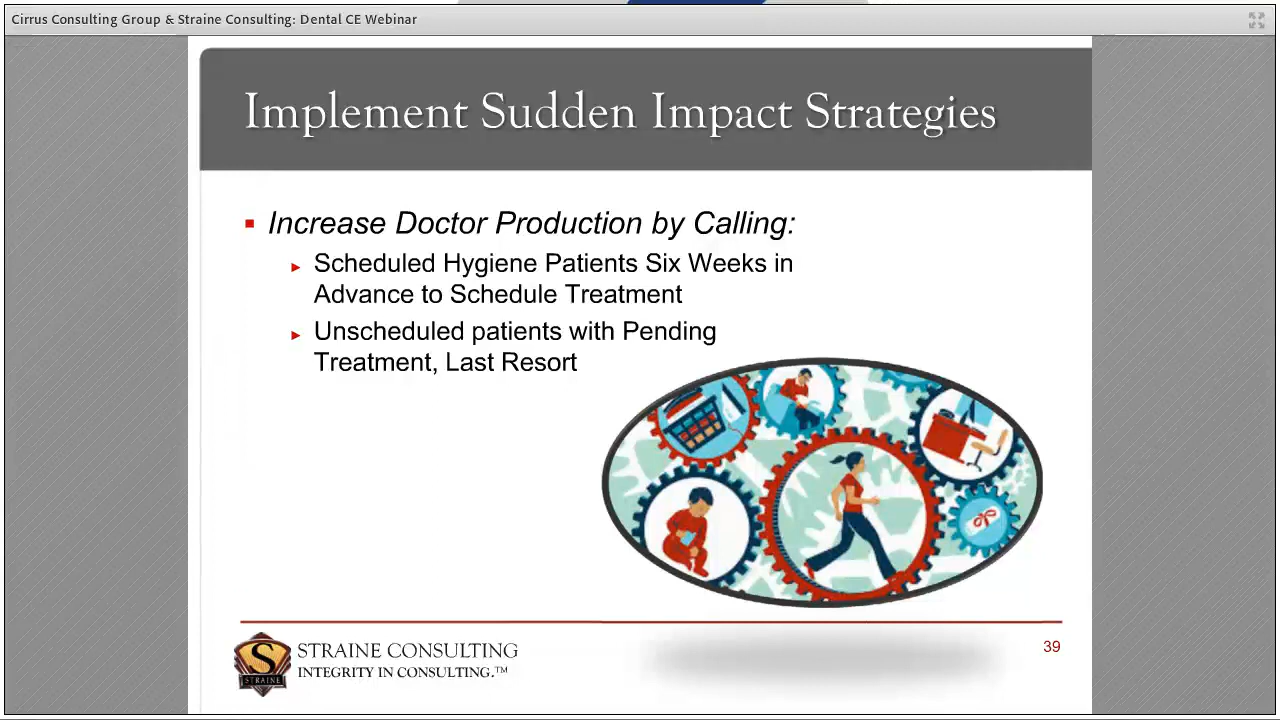 Cirrus Consulting Group & Straine Consulting: Dental CE Webinar
Implement Sudden Impact Strategies
Increase Doctor Production by Calling:
Scheduled Hygiene Patients Six Weeks in
Advance to Schedule Treatment
Unscheduled patients with Pending
Treatment, Last Resort
S
STRAINE
STRAINE CONSULTING
INTEGRITY IN CONSULTING.™
39